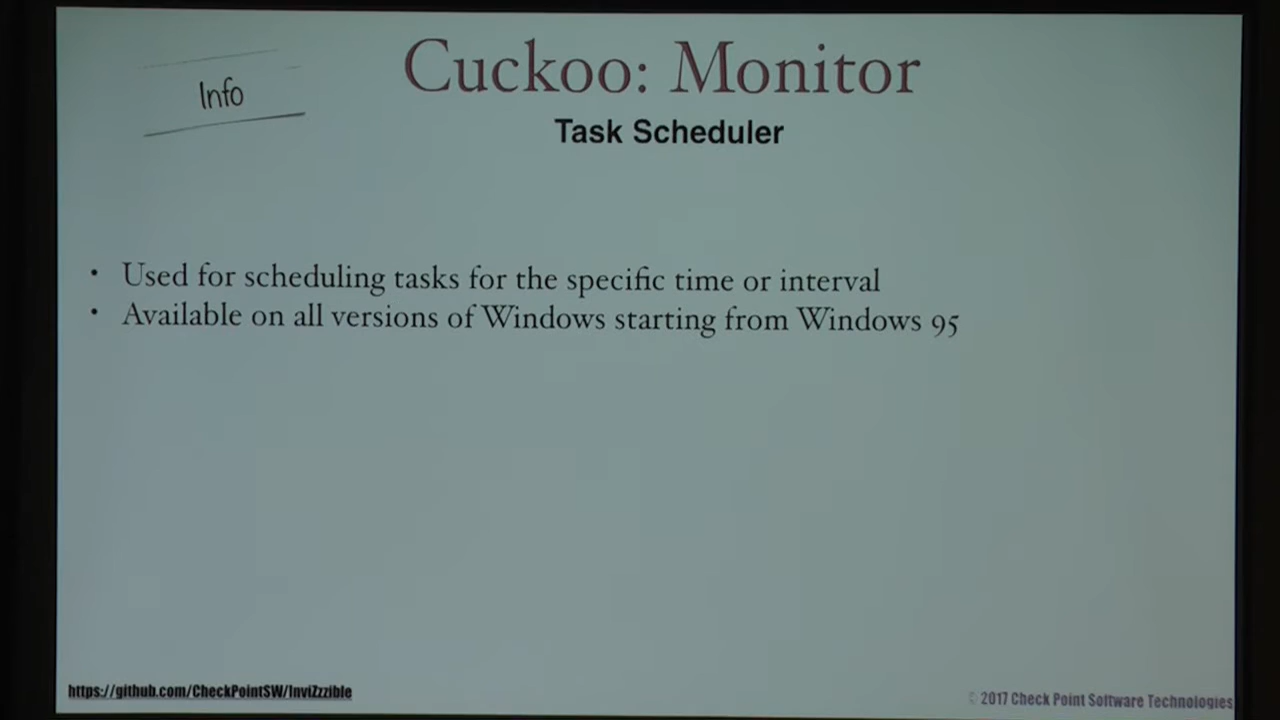 Info
Cuckoo: Monitor
Task Scheduler
• Used for scheduling tasks for the specific time or interval
• Available on all versions of Windows starting from Windows 95
https://github.com/CheckPointSW/InviZzzible
© 2017 Check Point Software Technologies